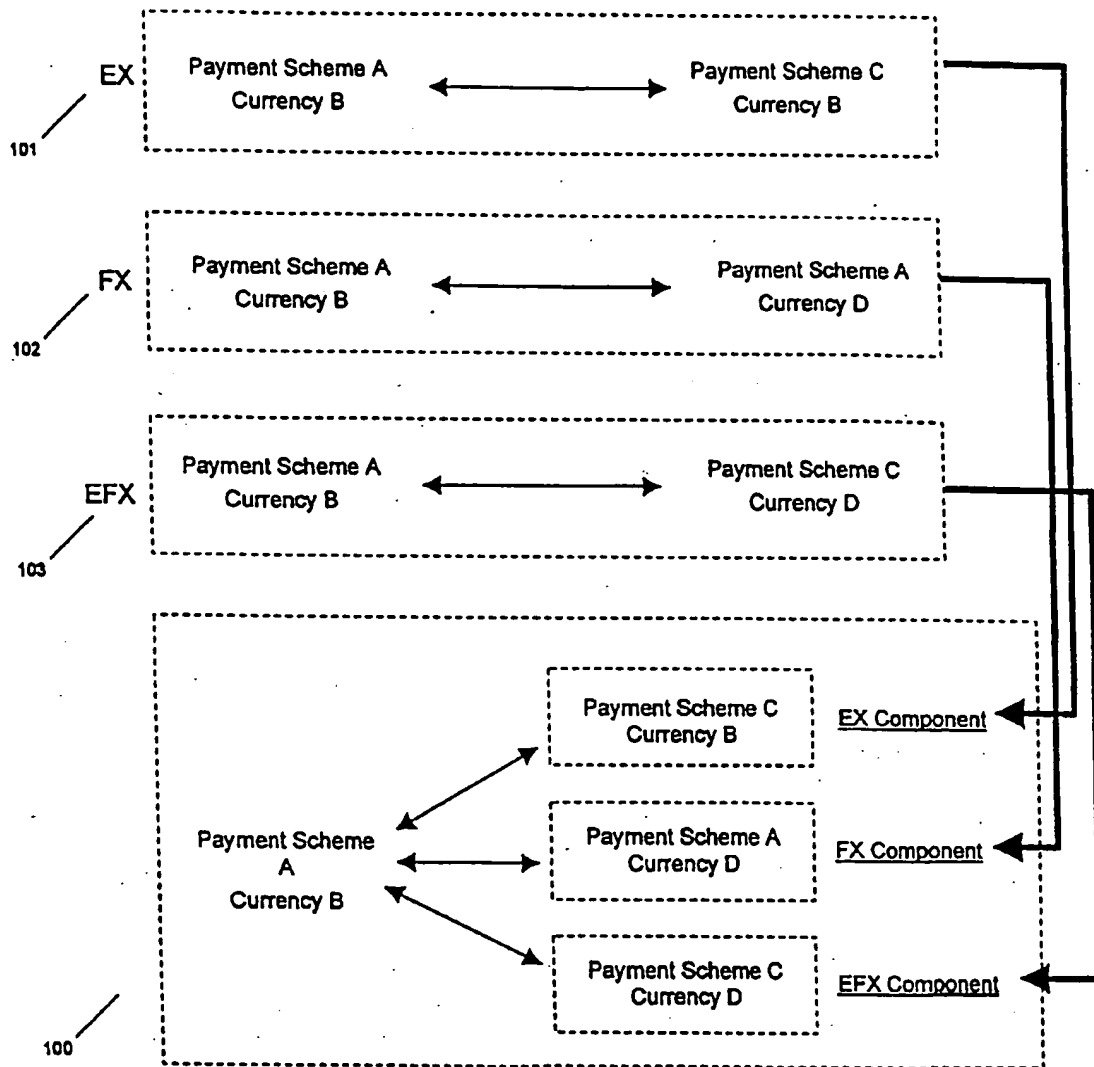 EX
Payment Scheme A
Currency B
Payment Scheme C
Currency B
101
FX
Payment Scheme A
Currency B
Payment Scheme A
Currency D
102
EFX
Payment Scheme A
Currency B
Payment Scheme C
Currency D
103
Payment Scheme
A
Currency B
Payment Scheme C
Currency B
EX Component
Payment Scheme A
Currency D
FX Component
Payment Scheme C
Currency D
EFX Component
100